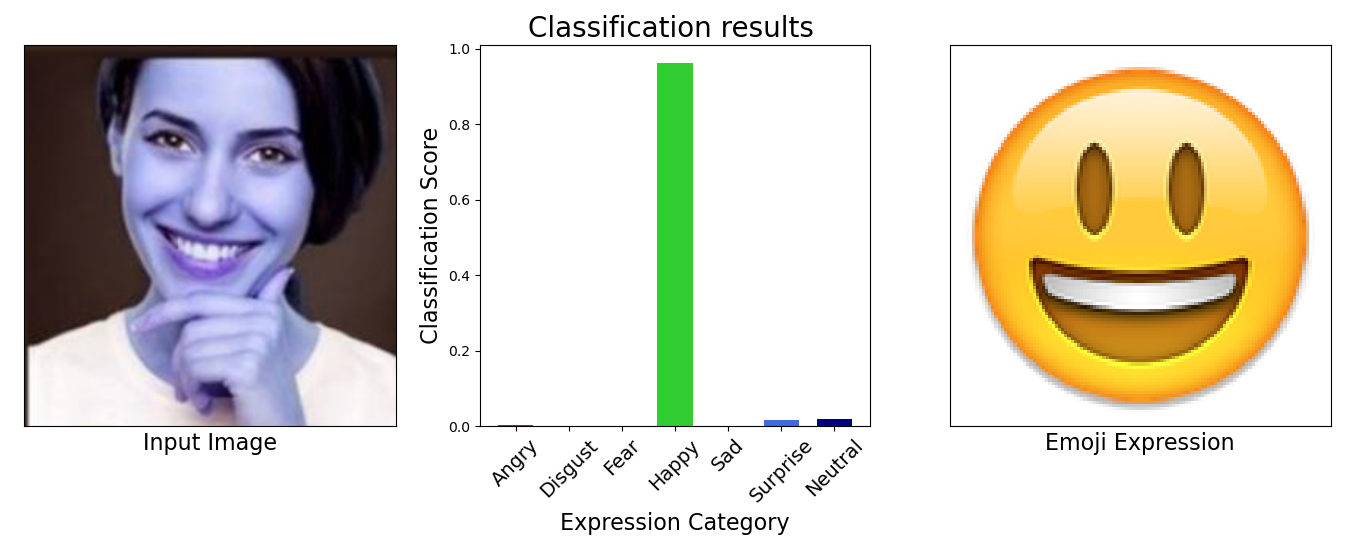 Classification results
1.0
0.8
0.6
0.4
0.2
0.0
Classification Score
Angry
Disgust
Fear
Happy
Sad
Surprise
Neutral
Expression Category
Input Image
Emoji Expression